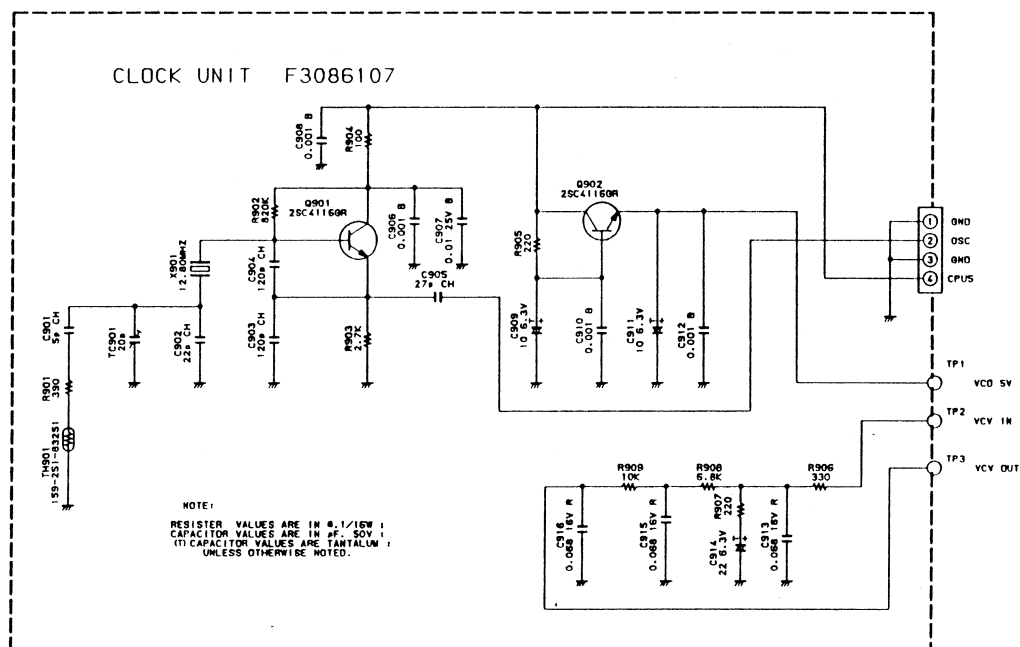 CLOCK UNIT F3086107
C908
0.001 B
R904
100
Q901
2SC4116GR
R902
820K
Q902
2SC4116GR
C906
0.001 B
C907
0.01 25V B
R905
220
X901
12.80MHZ
C904
120p CH
C905
27p CH
C901
5p CH
TC901
20p
C902
22p CH
C903
120p CH
R903
2.7K
C909
10 6.3V
C910
0.001 B
C911
10 6.3V
C912
0.001 B
1 GND
2 OSC
3 GND
4 CPU5
R901
390
TH901
159-251-83251
TP1
VCO 5V
TP2
VCV IN
TP3
VCV OUT
R909
10K
R908
6.8K
R906
330
R907
220
C916
0.068 16V R
C915
0.068 16V R
C914
22 6.3V
C913
0.068 16V R
NOTE:
RESISTER VALUES ARE IN Ω, 1/16W ;
CAPACITOR VALUES ARE IN µF, 50V ;
(T) CAPACITOR VALUES ARE TANTALUM ;
UNLESS OTHERWISE NOTED.